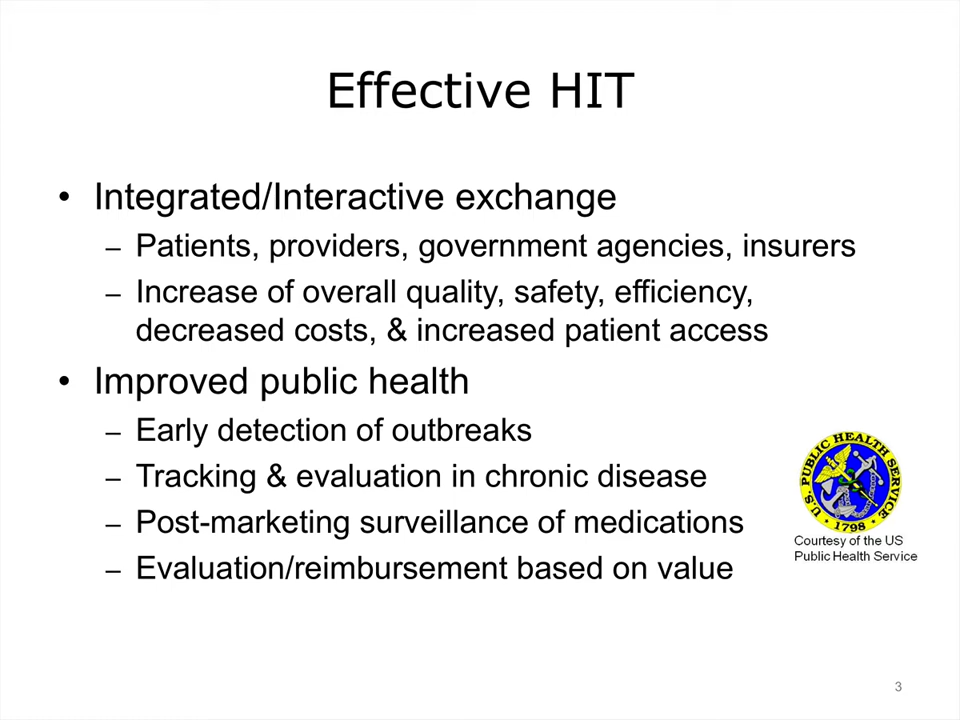 Effective HIT
• Integrated/Interactive exchange
– Patients, providers, government agencies, insurers
– Increase of overall quality, safety, efficiency,
decreased costs, & increased patient access
• Improved public health
– Early detection of outbreaks
– Tracking & evaluation in chronic disease
– Post-marketing surveillance of medications
– Evaluation/reimbursement based on value
U.S. PUBLIC HEALTH SERVICE
• 1798 •
Courtesy of the US
Public Health Service
3